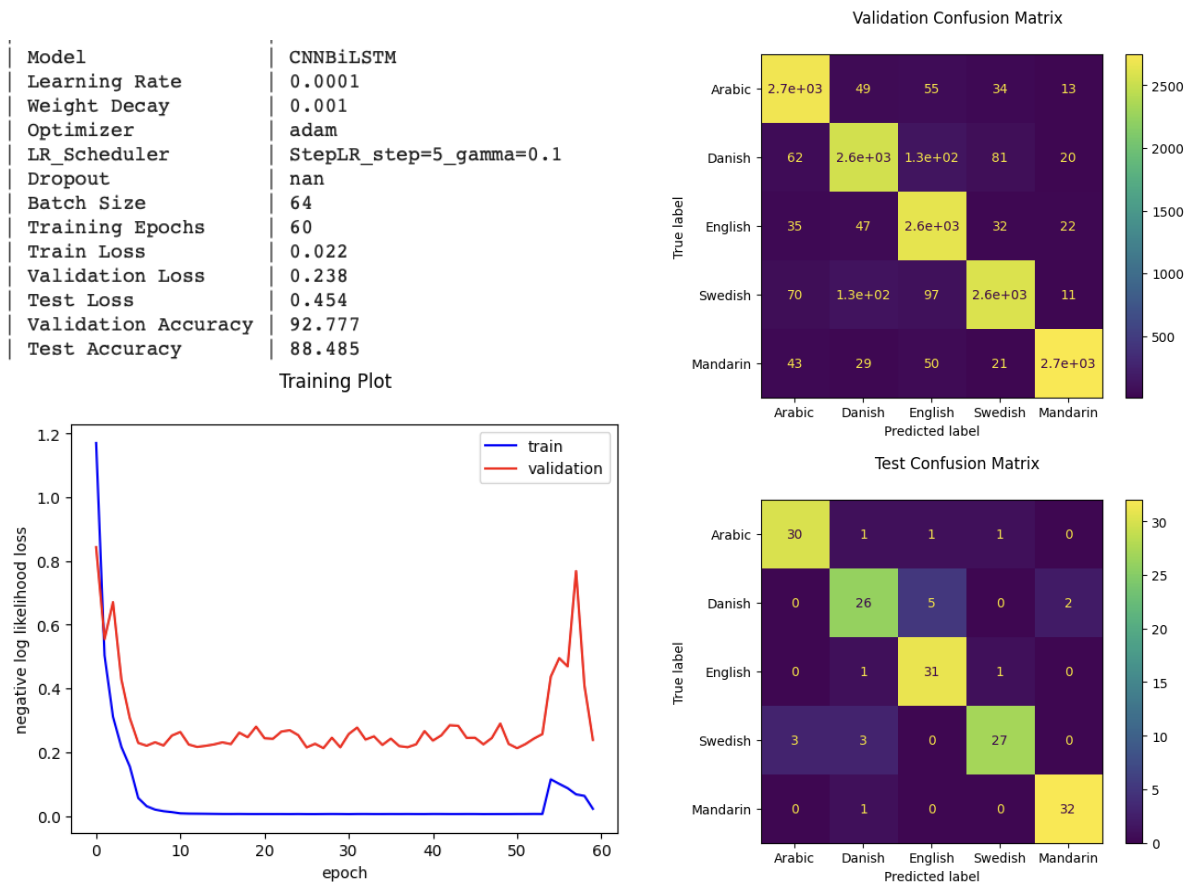 | Model | CNNBiLSTM
| Learning Rate | 0.0001
| Weight Decay | 0.001
| Optimizer | adam
| LR_Scheduler | StepLR_step=5_gamma=0.1
| Dropout | nan
| Batch Size | 64
| Training Epochs | 60
| Train Loss | 0.022
| Validation Loss | 0.238
| Test Loss | 0.454
| Validation Accuracy | 92.777
| Test Accuracy | 88.485
Training Plot
1.2
1.0
0.8
0.6
0.4
0.2
0.0
negative log likelihood loss
train
validation
0 10 20 30 40 50 60
epoch
Validation Confusion Matrix
True label
Arabic 2.7e+03 49 55 34 13
Danish 62 2.6e+03 1.3e+02 81 20
English 35 47 2.6e+03 32 22
Swedish 70 1.3e+02 97 2.6e+03 11
Mandarin 43 29 50 21 2.7e+03
Arabic Danish English Swedish Mandarin
Predicted label
2500
2000
1500
1000
500
Test Confusion Matrix
True label
Arabic 30 1 1 1 0
Danish 0 26 5 0 2
English 0 1 31 1 0
Swedish 3 3 0 27 0
Mandarin 0 1 0 0 32
Arabic Danish English Swedish Mandarin
Predicted label
30
25
20
15
10
5
0